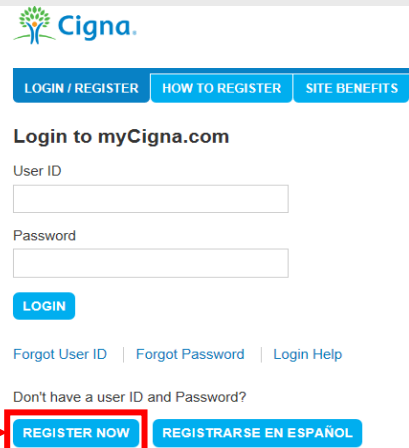 Cigna.
LOGIN / REGISTER HOW TO REGISTER SITE BENEFITS
Login to myCigna.com
User ID
Password
LOGIN
Forgot User ID Forgot Password Login Help
Don't have a user ID and Password?
REGISTER NOW REGISTRARSE EN ESPAÑOL